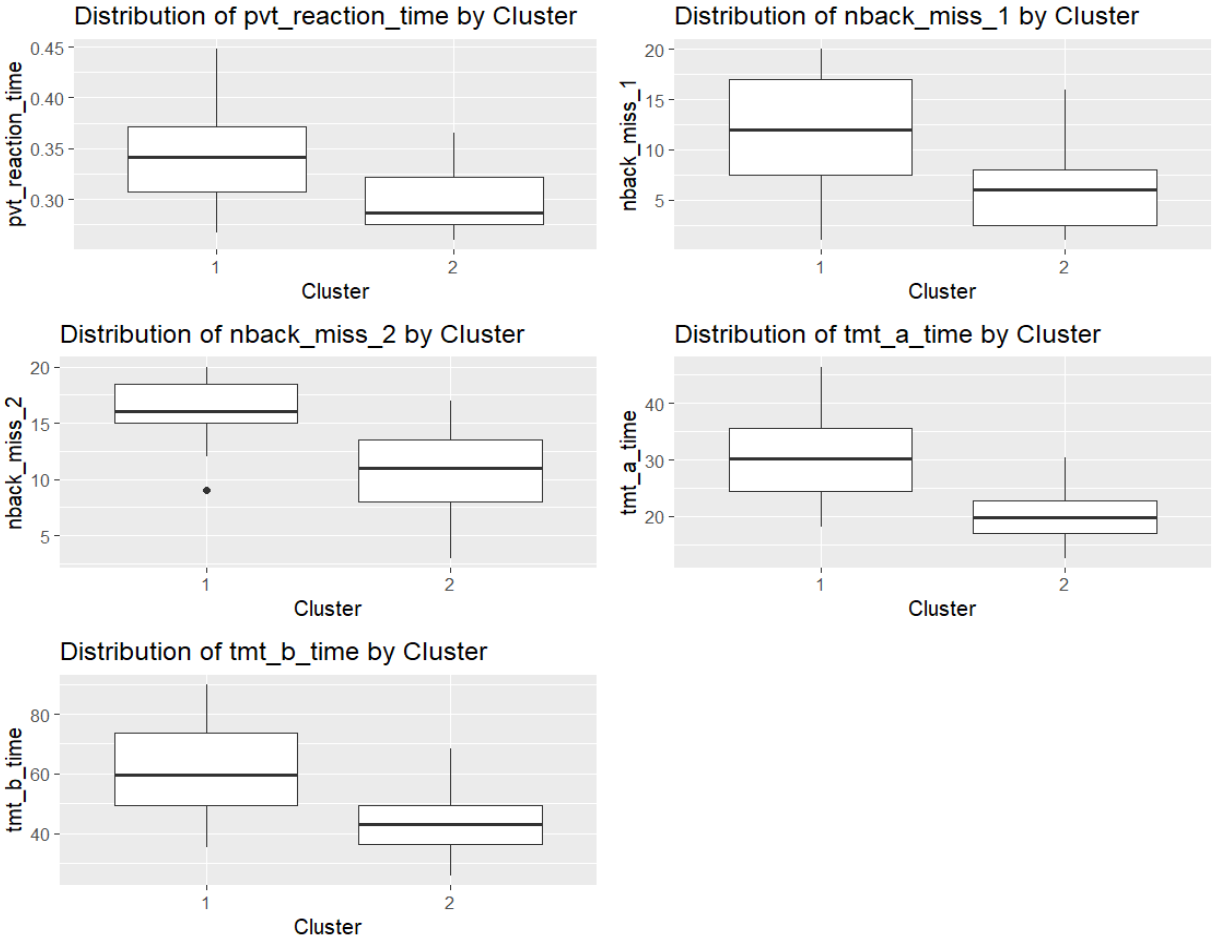 Distribution of pvt_reaction_time by Cluster
pvt_reaction_time
0.45
0.40
0.35
0.30
1 2
Cluster
Distribution of nback_miss_1 by Cluster
nback_miss_1
20
15
10
5
1 2
Cluster
Distribution of nback_miss_2 by Cluster
nback_miss_2
20
15
10
5
1 2
Cluster
Distribution of tmt_a_time by Cluster
tmt_a_time
40
30
20
1 2
Cluster
Distribution of tmt_b_time by Cluster
tmt_b_time
80
60
40
1 2
Cluster